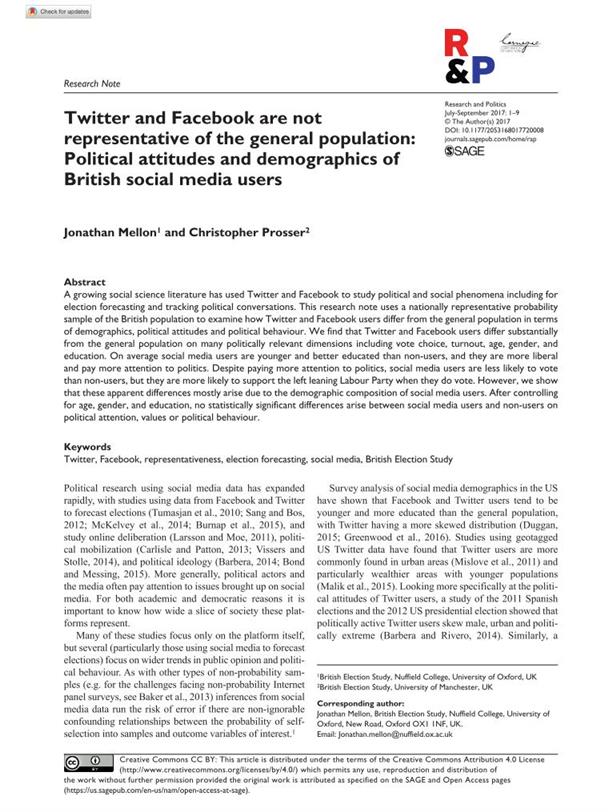 Check for updates
R
&P
Research Note
Research and Politics
July-September 2017: 1–9
© The Author(s) 2017
DOI: 10.1177/2053168017720008
journals.sagepub.com/home/rap
SAGE
Twitter and Facebook are not
representative of the general population:
Political attitudes and demographics of
British social media users
Jonathan Mellon1 and Christopher Prosser2
Abstract
A growing social science literature has used Twitter and Facebook to study political and social phenomena including for
election forecasting and tracking political conversations. This research note uses a nationally representative probability
sample of the British population to examine how Twitter and Facebook users differ from the general population in terms
of demographics, political attitudes and political behaviour. We find that Twitter and Facebook users differ substantially
from the general population on many politically relevant dimensions including vote choice, turnout, age, gender, and
education. On average social media users are younger and better educated than non-users, and they are more liberal
and pay more attention to politics. Despite paying more attention to politics, social media users are less likely to vote
than non-users, but they are more likely to support the left leaning Labour Party when they do vote. However, we show
that these apparent differences mostly arise due to the demographic composition of social media users. After controlling
for age, gender, and education, no statistically significant differences arise between social media users and non-users on
political attention, values or political behaviour.
Keywords
Twitter, Facebook, representativeness, election forecasting, social media, British Election Study
Political research using social media data has expanded
rapidly, with studies using data from Facebook and Twitter
to forecast elections (Tumasjan et al., 2010; Sang and Bos,
2012; McKelvey et al., 2014; Burnap et al., 2015), and
study online deliberation (Larsson and Moe, 2011), politi-
cal mobilization (Carlisle and Patton, 2013; Vissers and
Stolle, 2014), and political ideology (Barbera, 2014; Bond
and Messing, 2015). More generally, political actors and
the media often pay attention to issues brought up on social
media. For both academic and democratic reasons it is
important to know how wide a slice of society these plat-
forms represent.
Many of these studies focus only on the platform itself,
but several (particularly those using social media to forecast
elections) focus on wider trends in public opinion and politi-
cal behaviour. As with other types of non-probability sam-
ples (e.g. for the challenges facing non-probability Internet
panel surveys, see Baker et al., 2013) inferences from social
media data run the risk of error if there are non-ignorable
confounding relationships between the probability of self-
selection into samples and outcome variables of interest.1
Survey analysis of social media demographics in the US
have shown that Facebook and Twitter users tend to be
younger and more educated than the general population,
with Twitter having a more skewed distribution (Duggan,
2015; Greenwood et al., 2016). Studies using geotagged
US Twitter data have found that Twitter users are more
commonly found in urban areas (Mislove et al., 2011) and
particularly wealthier areas with younger populations
(Malik et al., 2015). Looking more specifically at the politi-
cal attitudes of Twitter users, a study of the 2011 Spanish
elections and the 2012 US presidential election showed that
politically active Twitter users skew male, urban and politi-
cally extreme (Barbera and Rivero, 2014). Similarly, a
1British Election Study, Nuffield College, University of Oxford, UK
2British Election Study, University of Manchester, UK
Corresponding author:
Jonathan Mellon, British Election Study, Nuffield College, University of
Oxford, New Road, Oxford OX1 1NF, UK.
Email: Jonathan.mellon@nuffield.ox.ac.uk
cc BY
Creative Commons CC BY: This article is distributed under the terms of the Creative Commons Attribution 4.0 License
(http://www.creativecommons.org/licenses/by/4.0/) which permits any use, reproduction and distribution of
the work without further permission provided the original work is attributed as specified on the SAGE and Open Access pages
(https://us.sagepub.com/en-us/nam/open-access-at-sage).